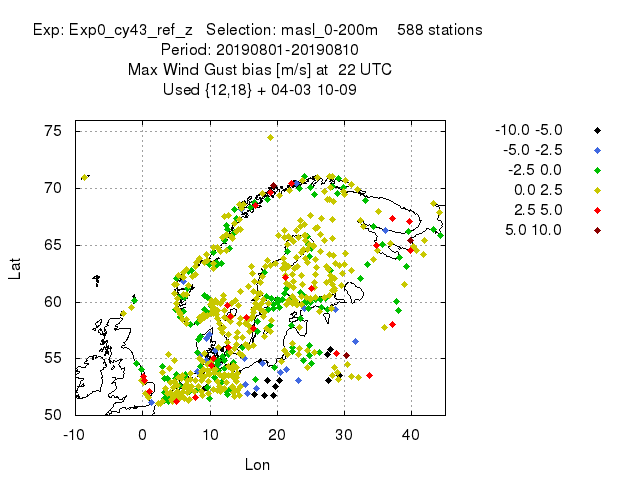 Exp: Exp0_cy43_ref_z Selection: masl_0-200m 588 stations
Period: 20190801-20190810
Max Wind Gust bias [m/s] at 22 UTC
Used {12,18} + 04-03 10-09
75
70
65
60
55
50
-10 0 10 20 30 40
Lat
Lon
-10.0 -5.0
-5.0 -2.5
-2.5 0.0
0.0 2.5
2.5 5.0
5.0 10.0